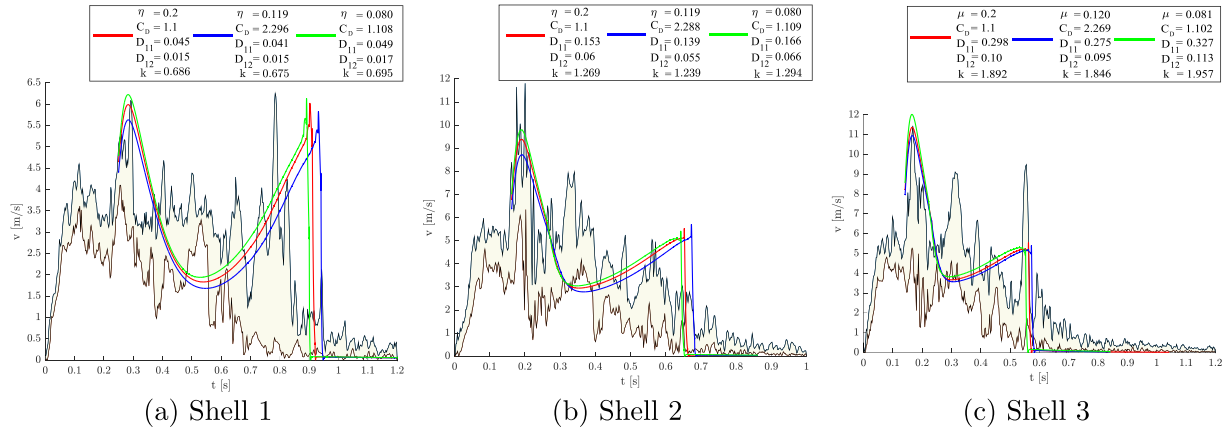 η = 0.2 η = 0.119 η = 0.080
C_D = 1.1 C_D = 2.296 C_D = 1.108
D_11 = 0.045 D_11 = 0.041 D_11 = 0.049
D_12 = 0.015 D_12 = 0.015 D_12 = 0.017
k = 0.686 k = 0.675 k = 0.695
6.5
6
5.5
5
4.5
4
3.5
3
2.5
2
1.5
1
0.5
0
v [m/s]
0 0.1 0.2 0.3 0.4 0.5 0.6 0.7 0.8 0.9 1 1.1 1.2
t [s]
(a) Shell 1
η = 0.2 η = 0.119 η = 0.080
C_D = 1.1 C_D = 2.288 C_D = 1.109
D_11 = 0.153 D_11 = 0.139 D_11 = 0.166
D_12 = 0.06 D_12 = 0.055 D_12 = 0.066
k = 1.269 k = 1.239 k = 1.294
12
11
10
9
8
7
6
5
4
3
2
1
0
v [m/s]
0 0.1 0.2 0.3 0.4 0.5 0.6 0.7 0.8 0.9 1
t [s]
(b) Shell 2
μ = 0.2 μ = 0.120 μ = 0.081
C_D = 1.1 C_D = 2.269 C_D = 1.102
D_11 = 0.298 D_11 = 0.275 D_11 = 0.327
D_12 = 0.10 D_12 = 0.095 D_12 = 0.113
k = 1.892 k = 1.846 k = 1.957
12
11
10
9
8
7
6
5
4
3
2
1
0
v [m/s]
0 0.1 0.2 0.3 0.4 0.5 0.6 0.7 0.8 0.9 1 1.1 1.2
t [s]
(c) Shell 3